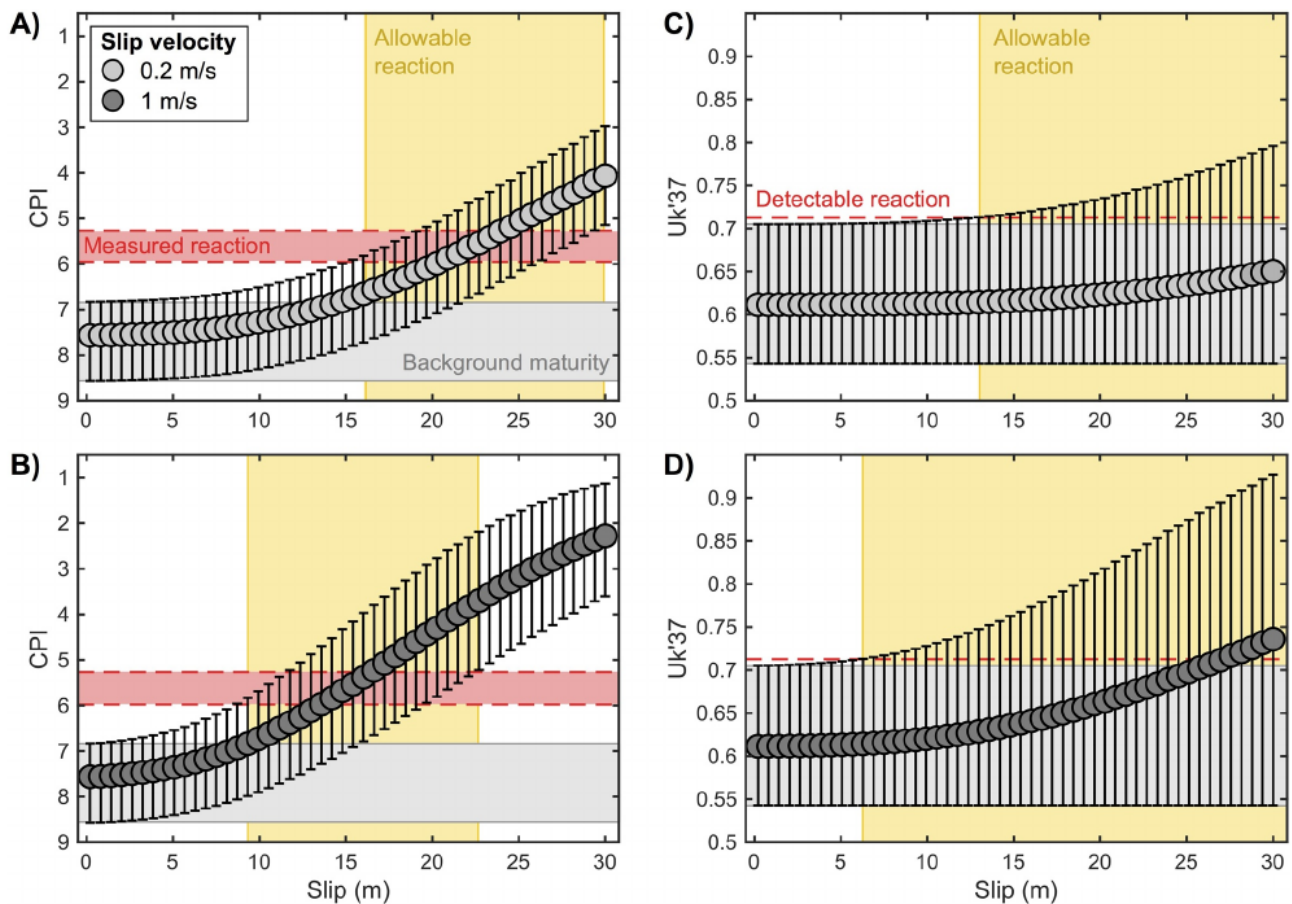 A)
Slip velocity
0.2 m/s
1 m/s
Allowable
reaction
Measured reaction
Background maturity
CPI
1
2
3
4
5
6
7
8
9
0 5 10 15 20 25 30
C)
Allowable
reaction
Detectable reaction
Uk'37
0.9
0.85
0.8
0.75
0.7
0.65
0.6
0.55
0.5
0 5 10 15 20 25 30
B)
CPI
1
2
3
4
5
6
7
8
9
0 5 10 15 20 25 30
Slip (m)
D)
Uk'37
0.9
0.85
0.8
0.75
0.7
0.65
0.6
0.55
0.5
0 5 10 15 20 25 30
Slip (m)